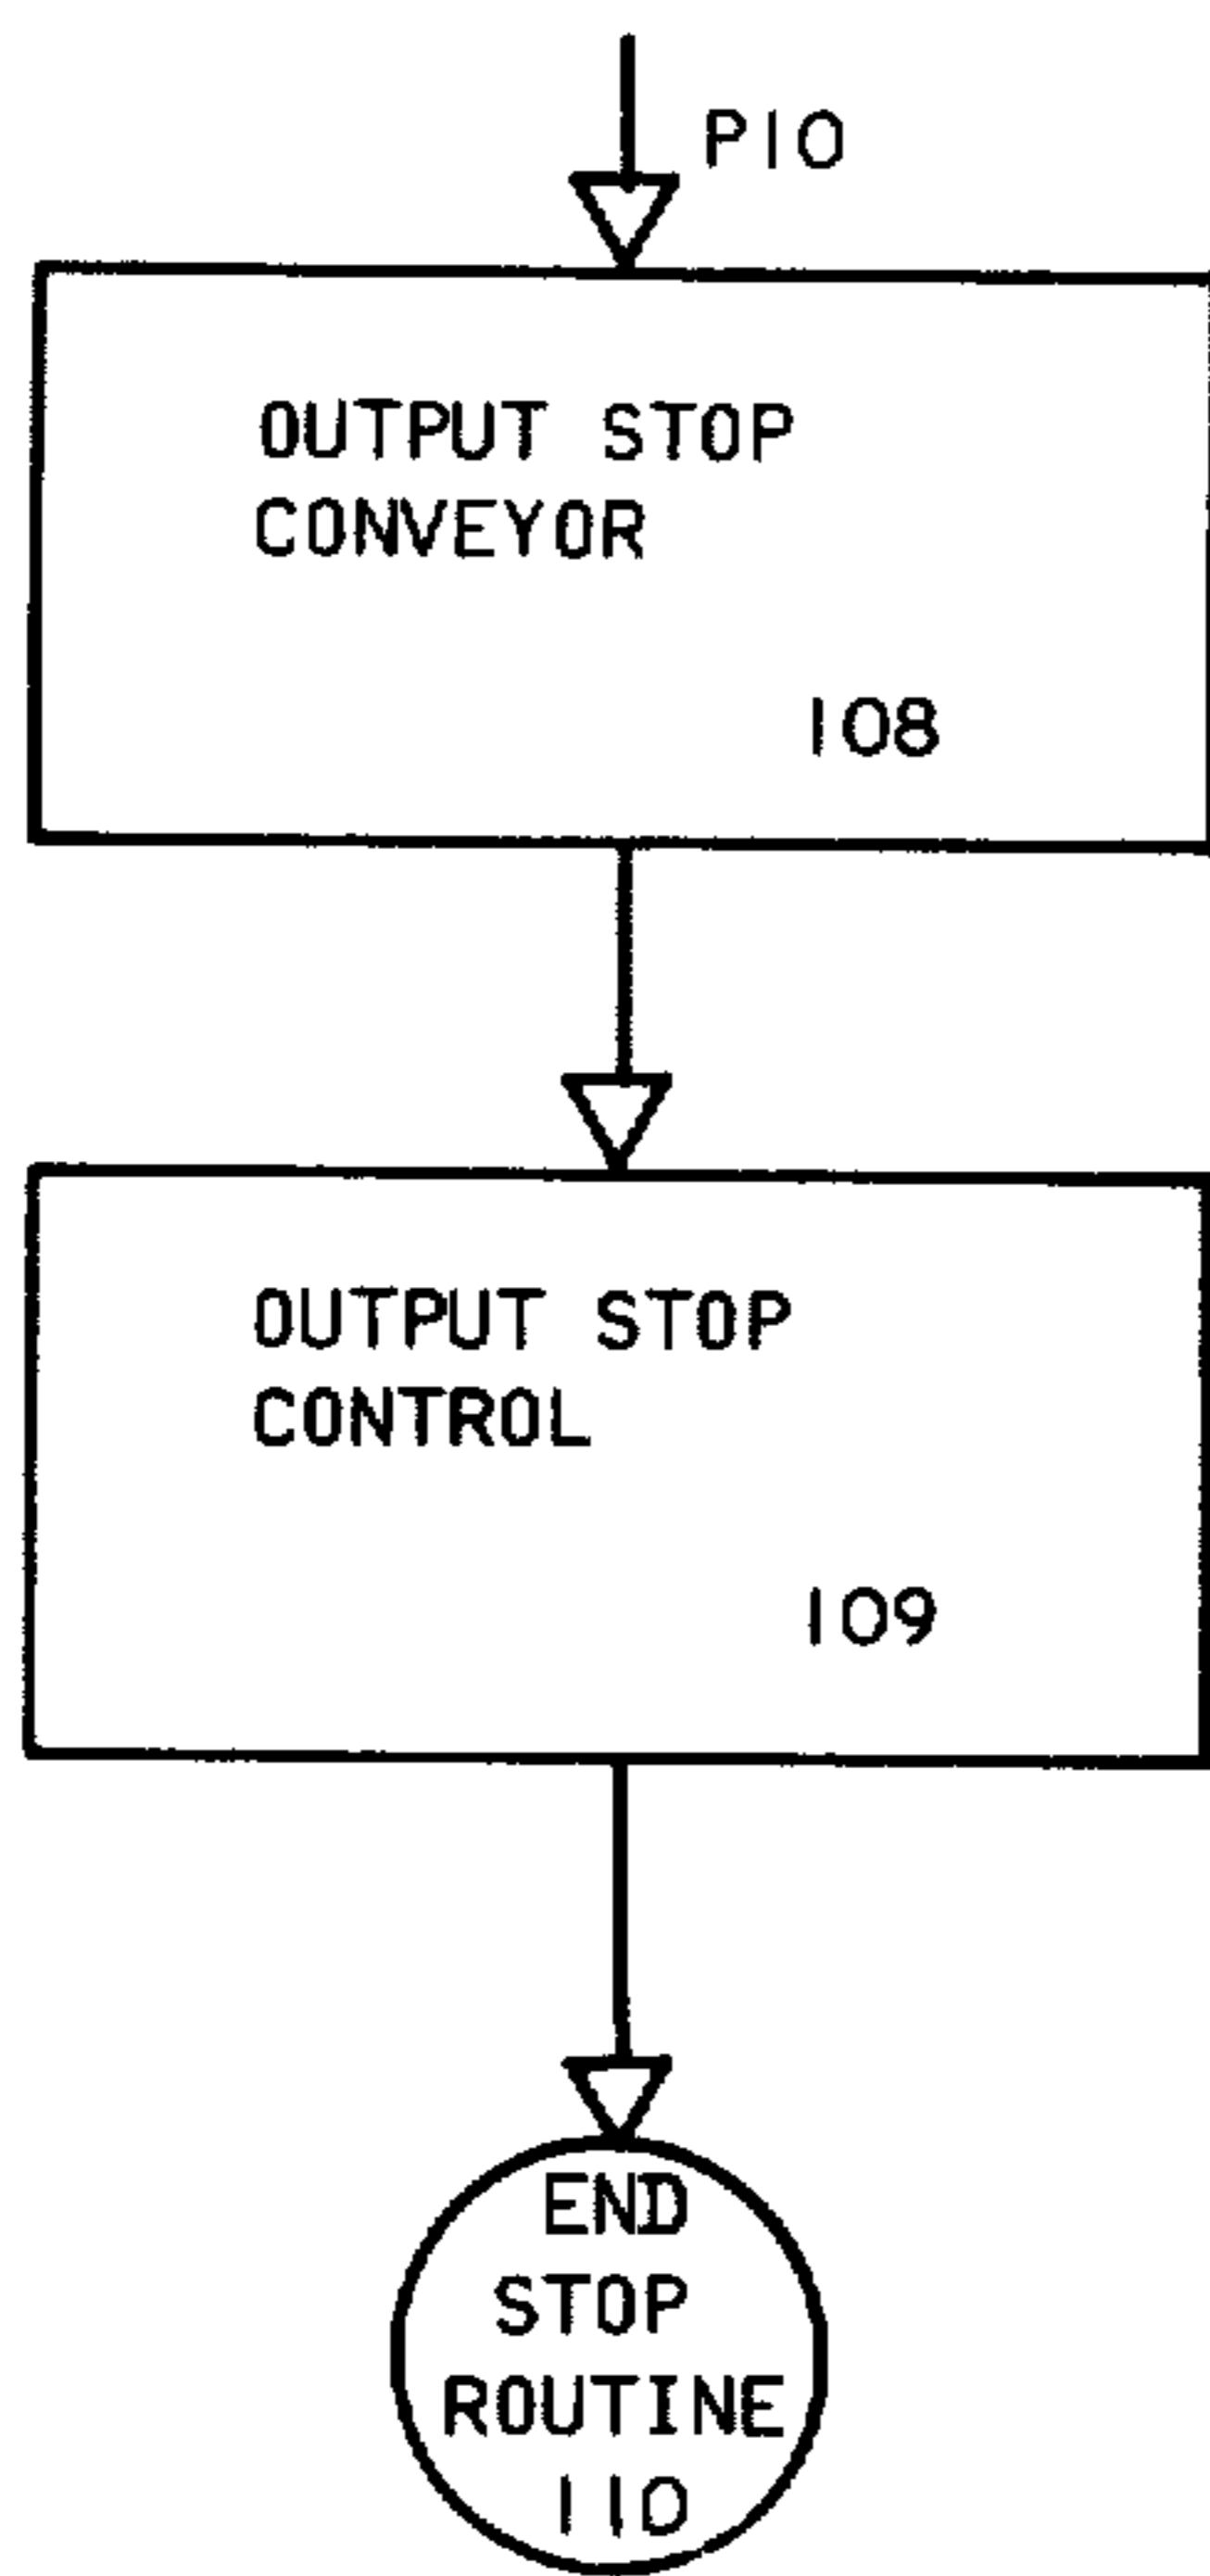 P10
OUTPUT STOP
CONVEYOR
108
OUTPUT STOP
CONTROL
109
END
STOP
ROUTINE
110